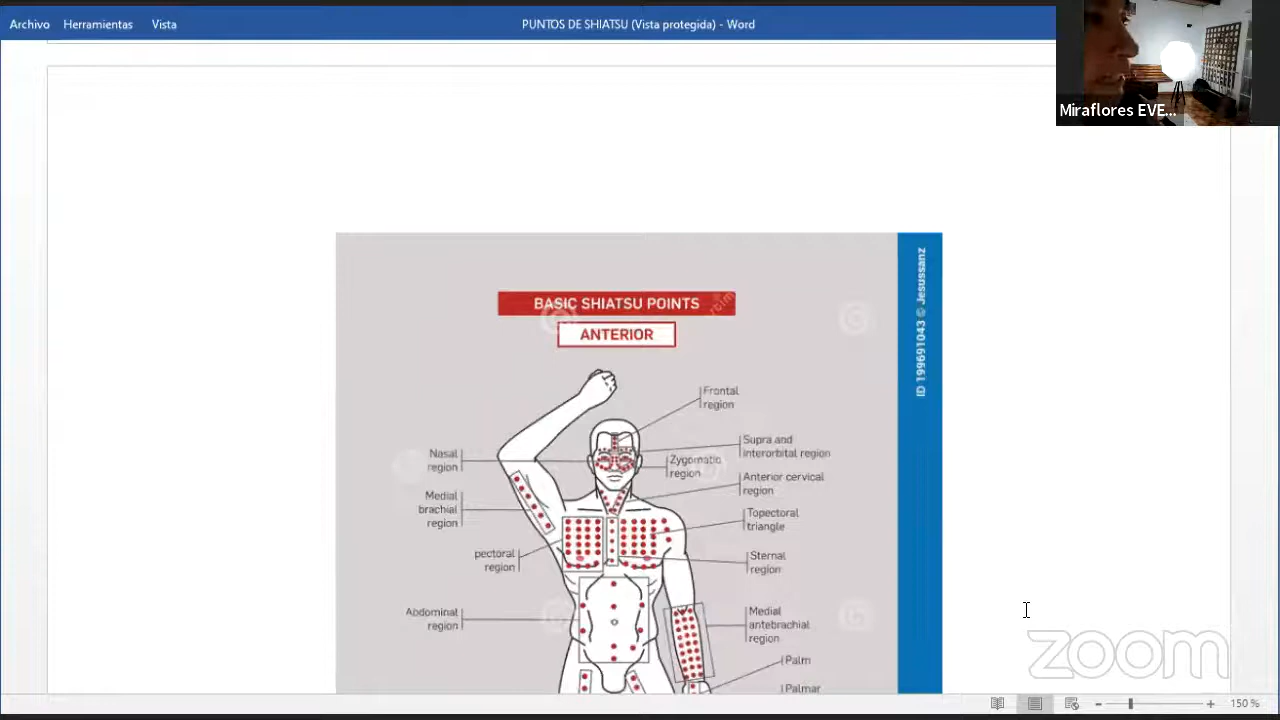 Archivo Herramientas Vista
PUNTOS DE SHIATSU (Vista protegida) - Word
Miraflores EVE...
ID 199691043 © Jesussanz
BASIC SHIATSU POINTS
ANTERIOR
Frontal
region
Supra and
interorbital region
Nasal
region
Zygomatic
region
Anterior cervical
region
Medial
brachial
region
Topectoral
triangle
pectoral
region
Sternal
region
Abdominal
region
Medial
antebrachial
region
Palm
Palmar
zoom
150 %